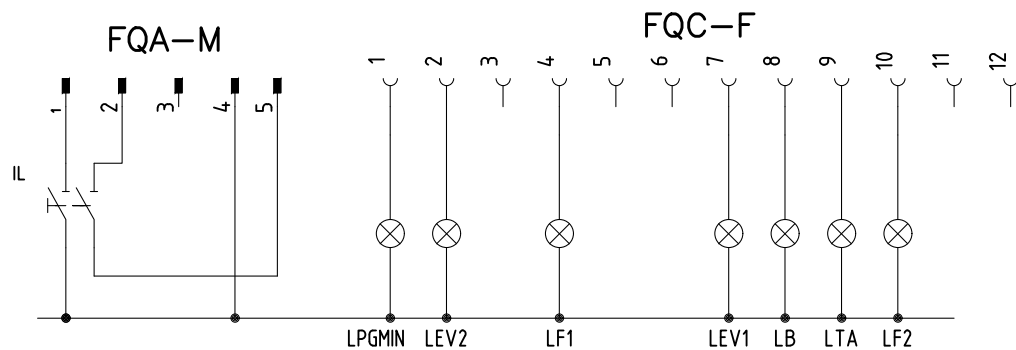 FQA-M
FQC-F
1 2 3 4 5
1 2 3 4 5 6 7 8 9 10 11 12
IL
LPGMIN LEV2 LF1 LEV1 LB LTA LF2